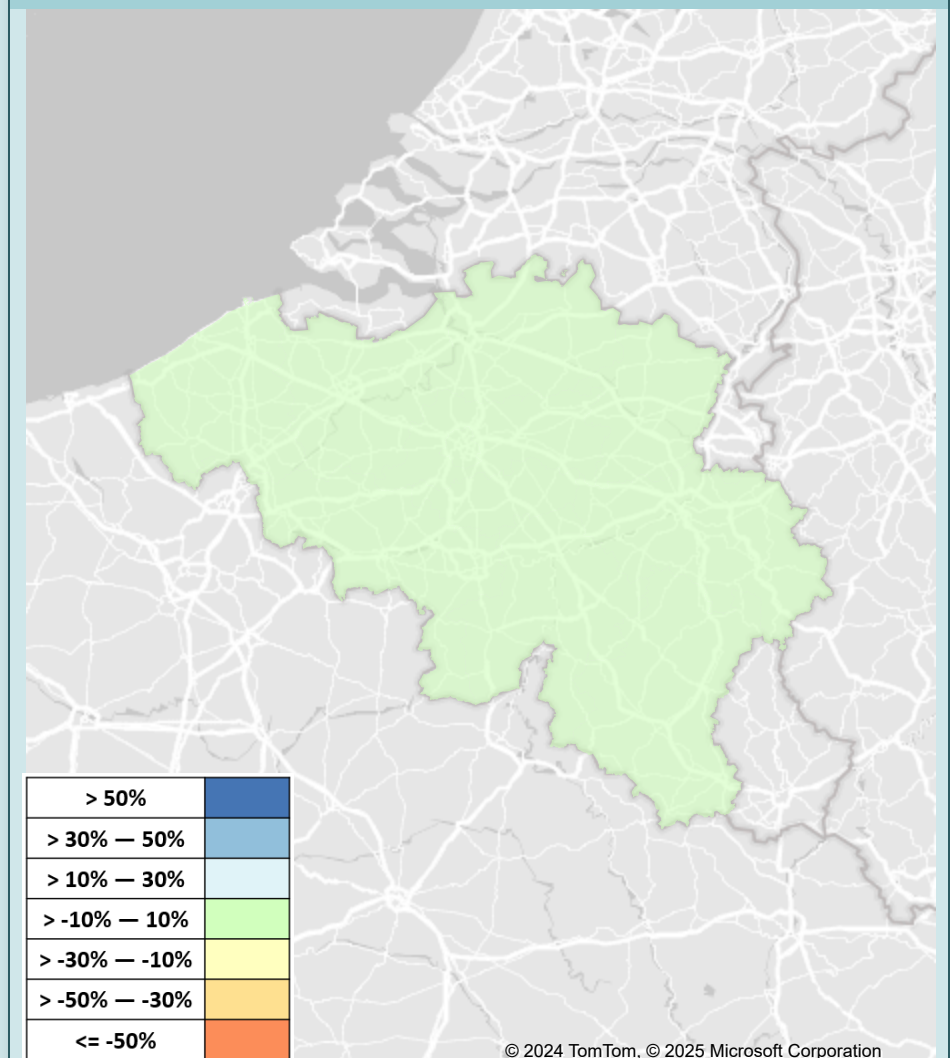 > 50%
> 30% — 50%
> 10% — 30%
> -10% — 10%
> -30% — -10%
> -50% — -30%
<= -50%
© 2024 TomTom, © 2025 Microsoft Corporation